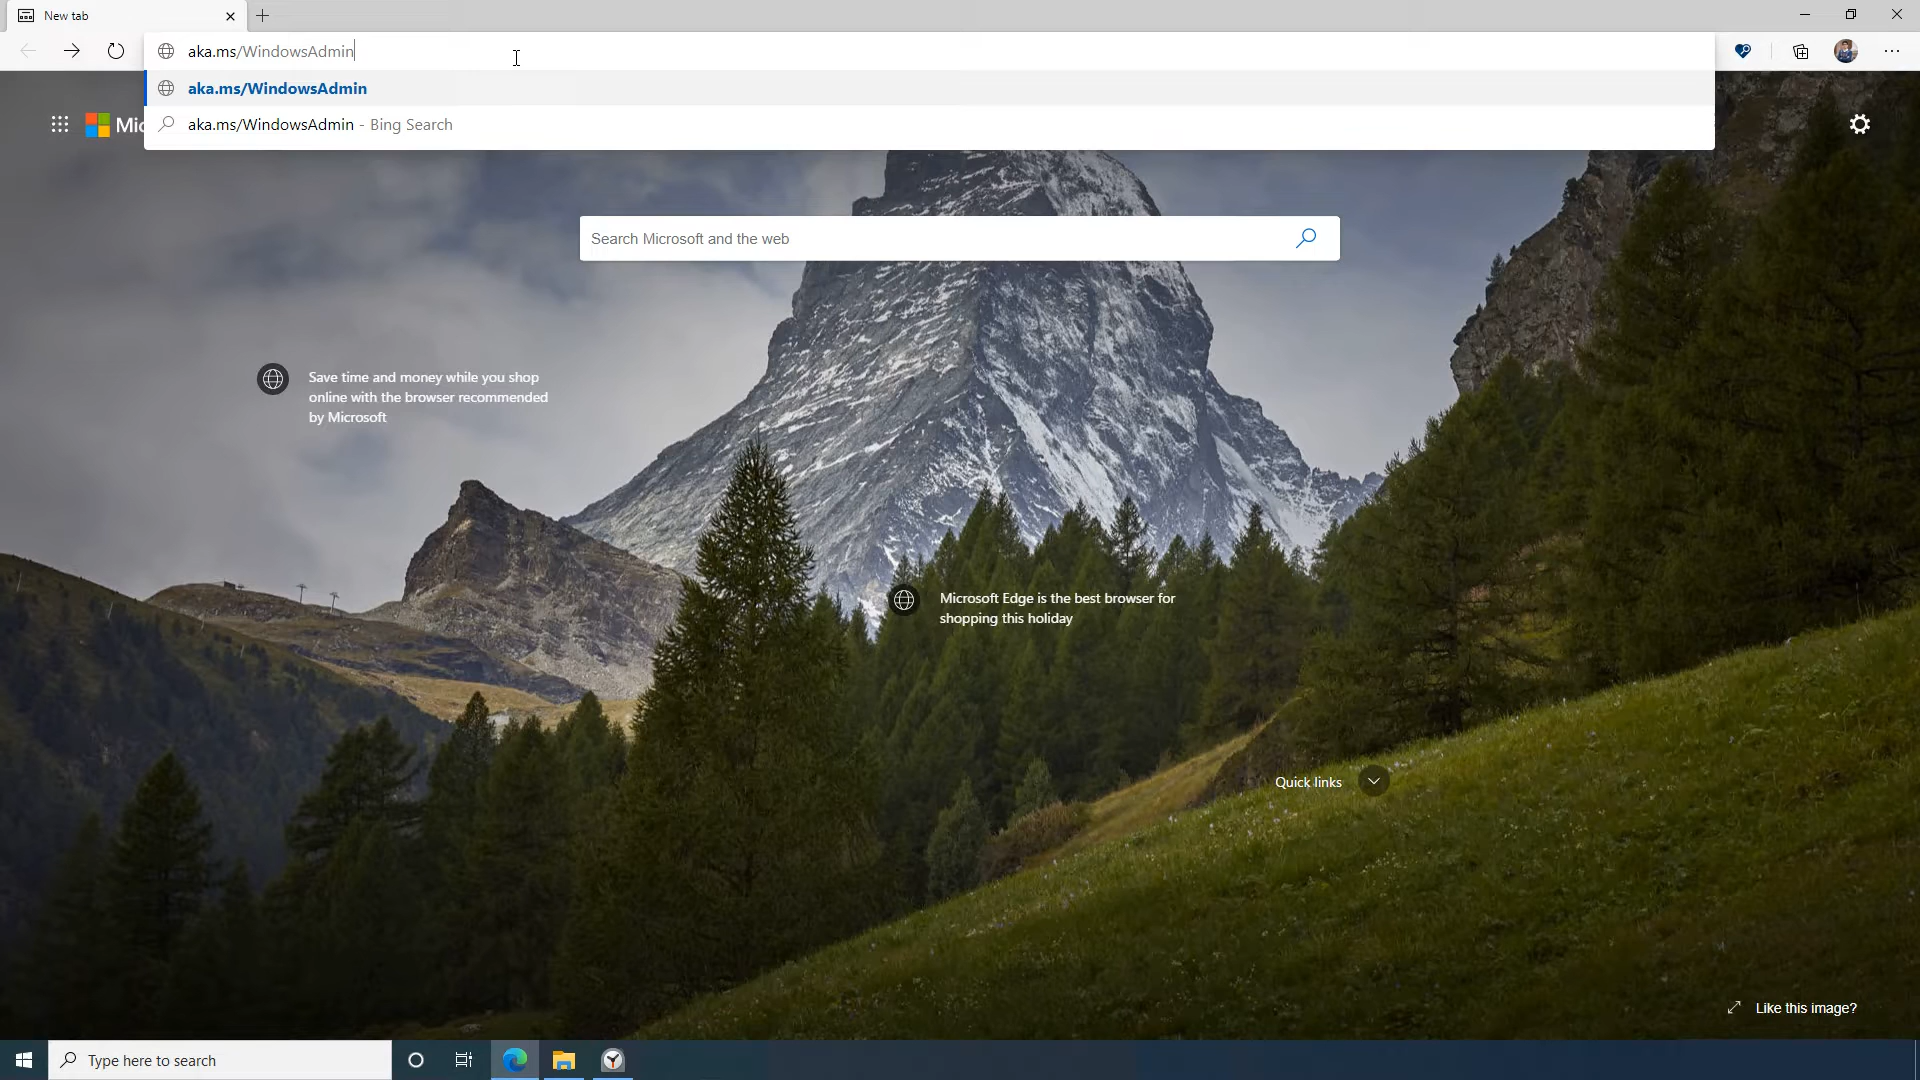 New tab
aka.ms/WindowsAdmin
aka.ms/WindowsAdmin
aka.ms/WindowsAdmin - Bing Search
Mic
Search Microsoft and the web
Save time and money while you shop
online with the browser recommended
by Microsoft
Microsoft Edge is the best browser for
shopping this holiday
Quick links
Like this image?
Type here to search